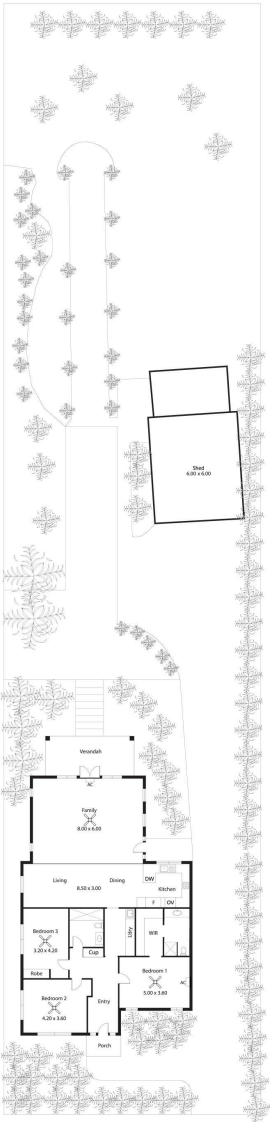 Shed
6.00 x 6.00
Verandah
AC
Family
8.00 x 6.00
Living
Dining
8.50 x 3.00
DW
Kitchen
F
OV
Bedroom 3
3.20 x 4.20
Cup
L'dry
WIR
Robe
Bedroom 1
5.00 x 3.60
AC
Bedroom 2
4.20 x 3.60
Entry
Porch